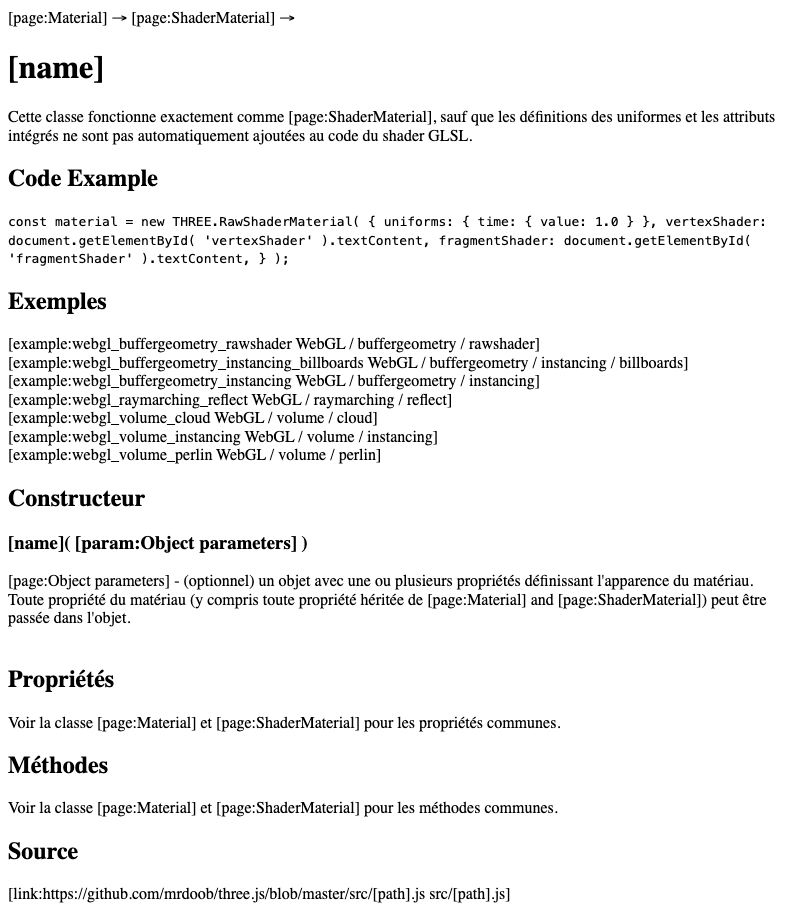 [page:Material] → [page:ShaderMaterial] →
[name]
Cette classe fonctionne exactement comme [page:ShaderMaterial], sauf que les définitions des uniformes et les attributs
intégrés ne sont pas automatiquement ajoutées au code du shader GLSL.
Code Example
const material = new THREE.RawShaderMaterial( { uniforms: { time: { value: 1.0 } }, vertexShader:
document.getElementById( 'vertexShader' ).textContent, fragmentShader: document.getElementById(
'fragmentShader' ).textContent, } );
Exemples
[example:webgl_buffergeometry_rawshader WebGL / buffergeometry / rawshader]
[example:webgl_buffergeometry_instancing_billboards WebGL / buffergeometry / instancing / billboards]
[example:webgl_buffergeometry_instancing WebGL / buffergeometry / instancing]
[example:webgl_raymarching_reflect WebGL / raymarching / reflect]
[example:webgl_volume_cloud WebGL / volume / cloud]
[example:webgl_volume_instancing WebGL / volume / instancing]
[example:webgl_volume_perlin WebGL / volume / perlin]
Constructeur
[name]( [param:Object parameters] )
[page:Object parameters] - (optionnel) un objet avec une ou plusieurs propriétés définissant l'apparence du matériau.
Toute propriété du matériau (y compris toute propriété héritée de [page:Material] and [page:ShaderMaterial]) peut être
passée dans l'objet.
Propriétés
Voir la classe [page:Material] et [page:ShaderMaterial] pour les propriétés communes.
Méthodes
Voir la classe [page:Material] et [page:ShaderMaterial] pour les méthodes communes.
Source
[link:https://github.com/mrdoob/three.js/blob/master/src/[path].js src/[path].js]